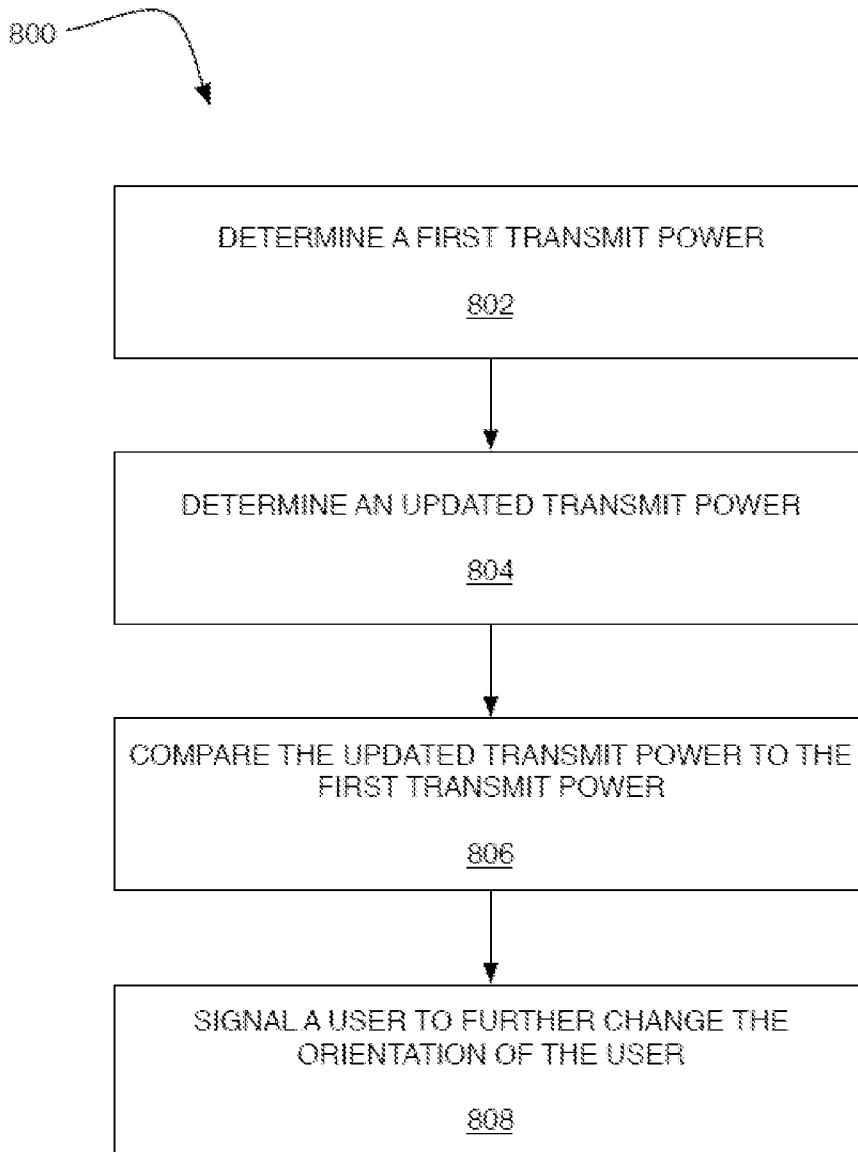 800
DETERMINE A FIRST TRANSMIT POWER
802
DETERMINE AN UPDATED TRANSMIT POWER
804
COMPARE THE UPDATED TRANSMIT POWER TO THE
FIRST TRANSMIT POWER
806
SIGNAL A USER TO FURTHER CHANGE THE
ORIENTATION OF THE USER
808